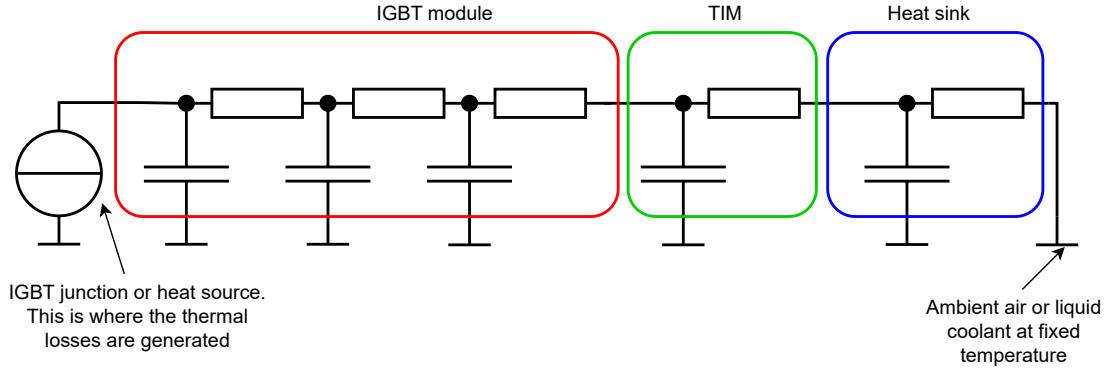 IGBT module
TIM
Heat sink
IGBT junction or heat source.
This is where the thermal
losses are generated
Ambient air or liquid
coolant at fixed
temperature